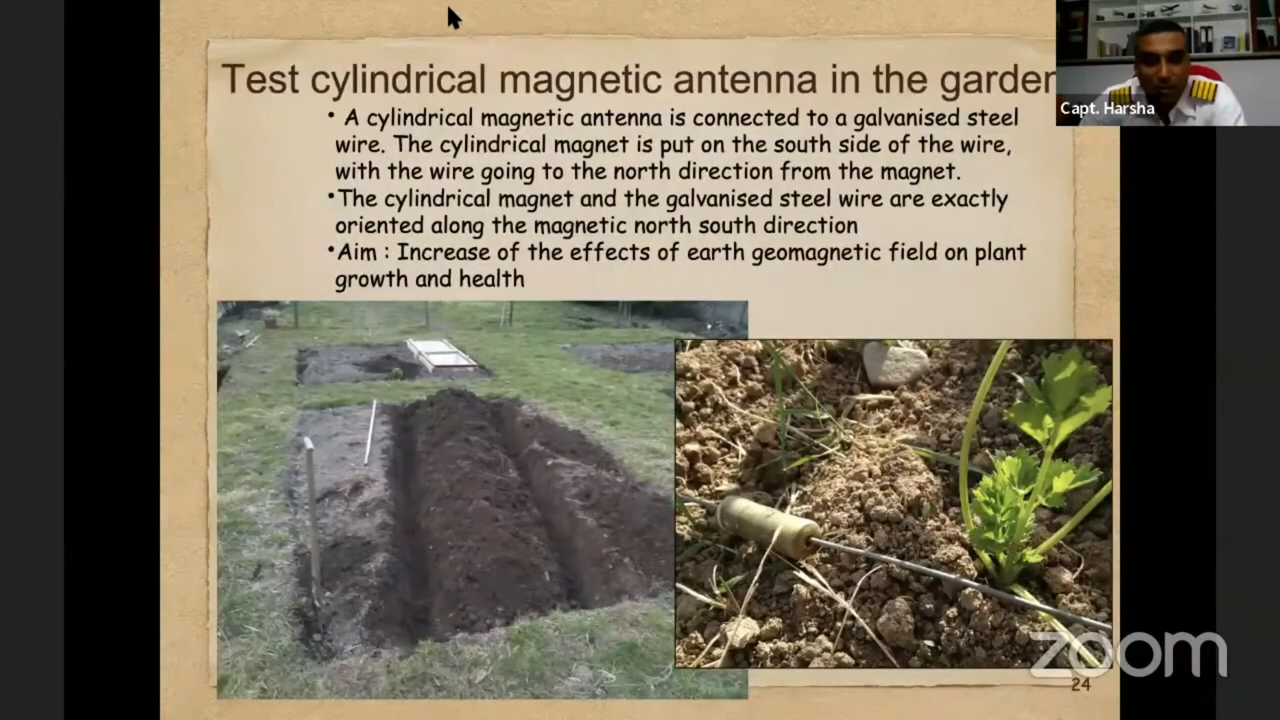 Test cylindrical magnetic antenna in the garden
Capt. Harsha
• A cylindrical magnetic antenna is connected to a galvanised steel
wire. The cylindrical magnet is put on the south side of the wire,
with the wire going to the north direction from the magnet.
•The cylindrical magnet and the galvanised steel wire are exactly
oriented along the magnetic north south direction
•Aim : Increase of the effects of earth geomagnetic field on plant
growth and health
zoom
24